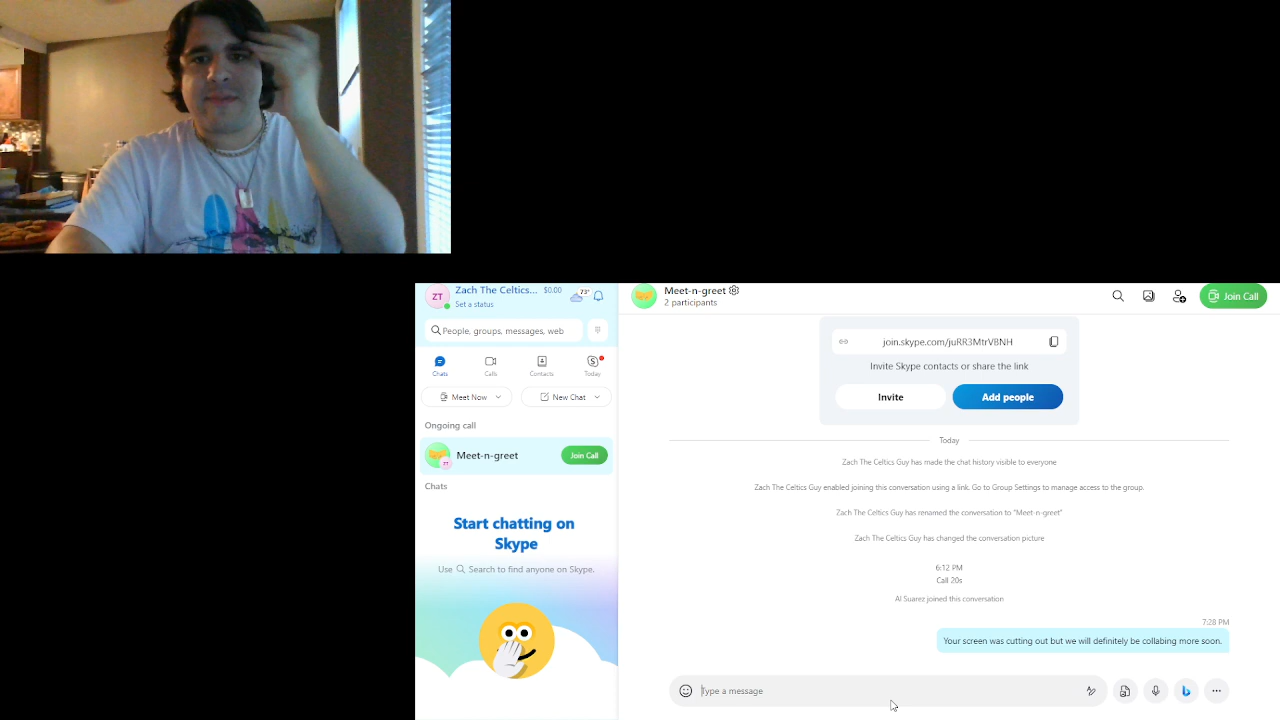 ZT
Zach The Celtics...
$0.00
73°
Set a status
People, groups, messages, web
Chats
Calls
Contacts
Today
Meet Now
New Chat
Ongoing call
Meet-n-greet
ZT
Join Call
Chats
Start chatting on
Skype
Use Search to find anyone on Skype.
Meet-n-greet
2 participants
Join Call
join.skype.com/juRR3MtrVBNH
Invite Skype contacts or share the link
Invite
Add people
Today
Zach The Celtics Guy has made the chat history visible to everyone
Zach The Celtics Guy enabled joining this conversation using a link. Go to Group Settings to manage access to the group.
Zach The Celtics Guy has renamed the conversation to "Meet-n-greet"
Zach The Celtics Guy has changed the conversation picture
6:12 PM
Call 20s
Al Suarez joined this conversation
7:28 PM
Your screen was cutting out but we will definitely be collabing more soon.
Type a message